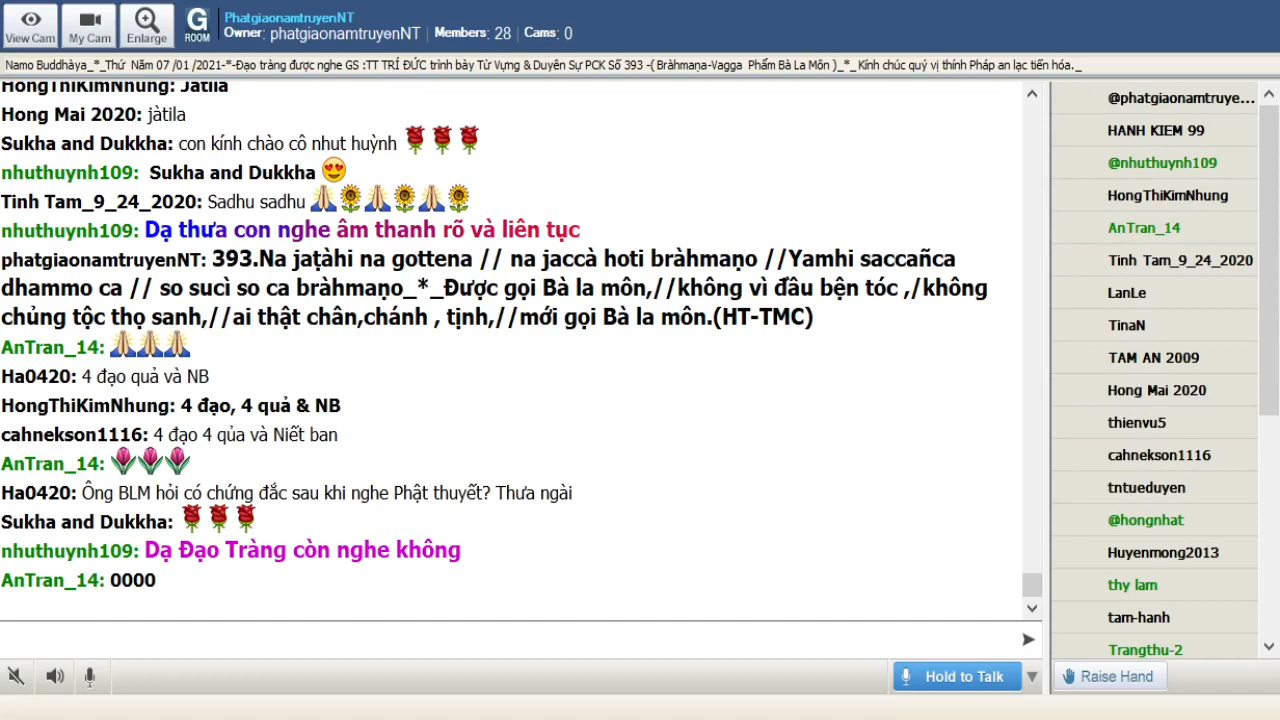 View Cam
My Cam
Enlarge
G
ROOM
PhatgiaonamtruyenNT
Owner: phatgiaonamtruyenNT | Members: 28 | Cams: 0
Namo Buddhàya_*_Thứ Năm 07 /01 /2021-*-Đạo tràng được nghe GS :TT TRÍ ĐỨC trình bày Từ Vựng & Duyên Sự PCK Số 393 -( Bràhmaṇa-Vagga Phẩm Bà La Môn )_*_ Kính chúc quý vị thính Pháp an lạc tiến hóa._
HongThiKimNhung: Jatila
Hong Mai 2020: jàtila
Sukha and Dukkha: con kính chào cô nhut huỳnh 🌹🌹🌹
nhuthuynh109: Sukha and Dukkha 😍
Tinh Tam_9_24_2020: Sadhu sadhu 🙏🌻🙏🌻🙏🌻
nhuthuynh109: Dạ thưa con nghe âm thanh rõ và liên tục
phatgiaonamtruyenNT: 393.Na jaṭàhi na gottena // na jaccà hoti bràhmaṇo //Yamhi saccañca
dhammo ca // so sucì so ca bràhmaṇo_*_Được gọi Bà la môn,//không vì đầu bện tóc ,/không
chủng tộc thọ sanh,//ai thật chân,chánh , tịnh,//mới gọi Bà la môn.(HT-TMC)
AnTran_14: 🙏🙏🙏
Ha0420: 4 đạo quả và NB
HongThiKimNhung: 4 đạo, 4 quả & NB
cahnekson1116: 4 đạo 4 qủa và Niết ban
AnTran_14: 🌷🌷🌷
Ha0420: Ông BLM hỏi có chứng đắc sau khi nghe Phật thuyết? Thưa ngài
Sukha and Dukkha: 🌹🌹🌹
nhuthuynh109: Dạ Đạo Tràng còn nghe không
AnTran_14: 0000
Hold to Talk
@phatgiaonamtruye...
HANH KIEM 99
@nhuthuynh109
HongThiKimNhung
AnTran_14
Tinh Tam_9_24_2020
LanLe
TinaN
TAM AN 2009
Hong Mai 2020
thienvu5
cahnekson1116
tntueduyen
@hongnhat
Huyenmong2013
thy lam
tam-hanh
Trangthu-2
Raise Hand